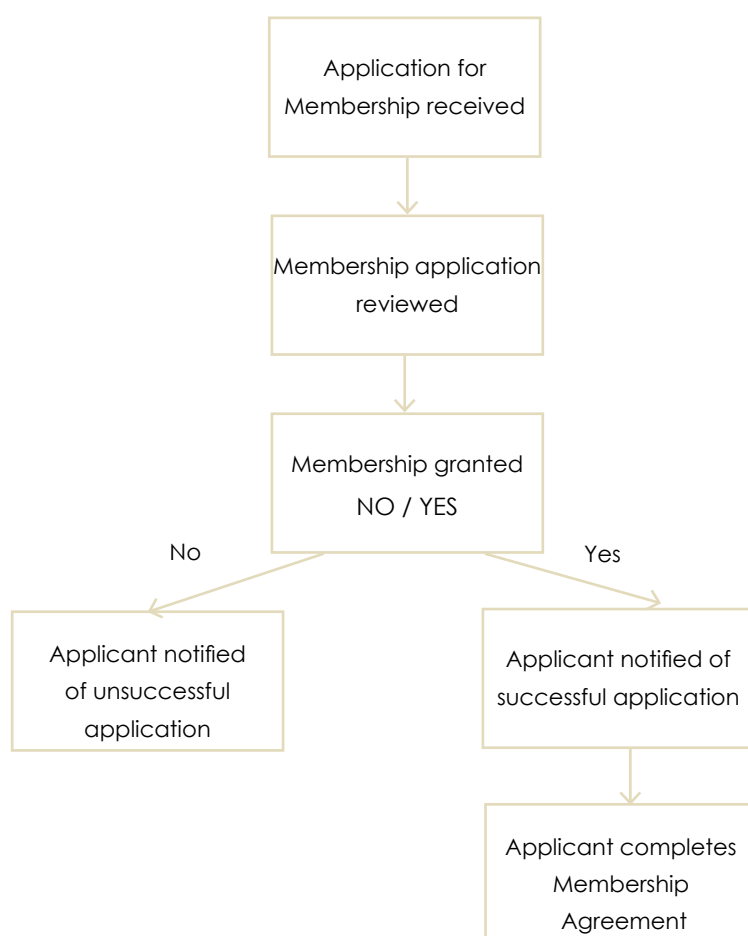 Application for
Membership received
Membership application
reviewed
Membership granted
NO / YES
No
Yes
Applicant notified
of unsuccessful
application
Applicant notified of
successful application
Applicant completes
Membership
Agreement